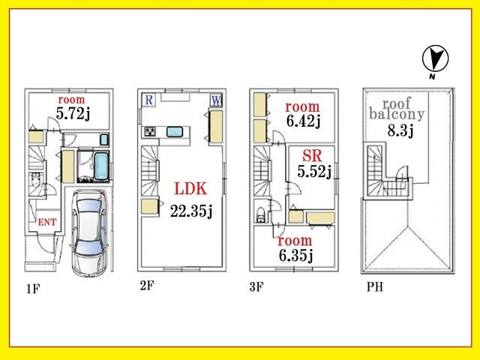 N
room
5.72j
ENT
1F
R
W
LDK
22.35j
2F
room
6.42j
SR
5.52j
room
6.35j
3F
roof
balcony
8.3j
PH